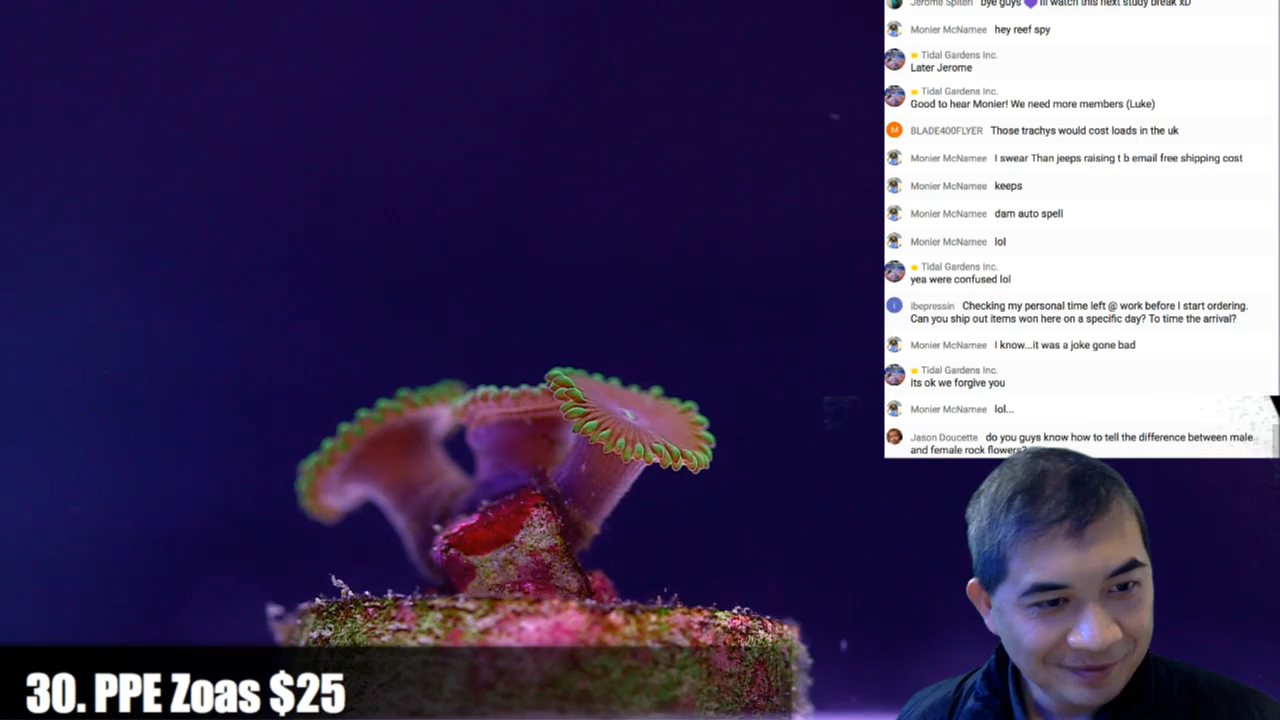 Jerome Spiteri bye guys 💜 ill watch this next study break xD
Monier McNamee hey reef spy
Tidal Gardens Inc.
Later Jerome
Tidal Gardens Inc.
Good to hear Monier! We need more members (Luke)
M BLADE400FLYER Those trachys would cost loads in the uk
Monier McNamee I swear Than jeeps raising t b email free shipping cost
Monier McNamee keeps
Monier McNamee dam auto spell
Monier McNamee lol
Tidal Gardens Inc.
yea were confused lol
i ibepressin Checking my personal time left @ work before I start ordering.
Can you ship out items won here on a specific day? To time the arrival?
Monier McNamee I know...it was a joke gone bad
Tidal Gardens Inc.
its ok we forgive you
Monier McNamee lol...
Jason Doucette do you guys know how to tell the difference between male
and female rock flowers?
30. PPE Zoas $25